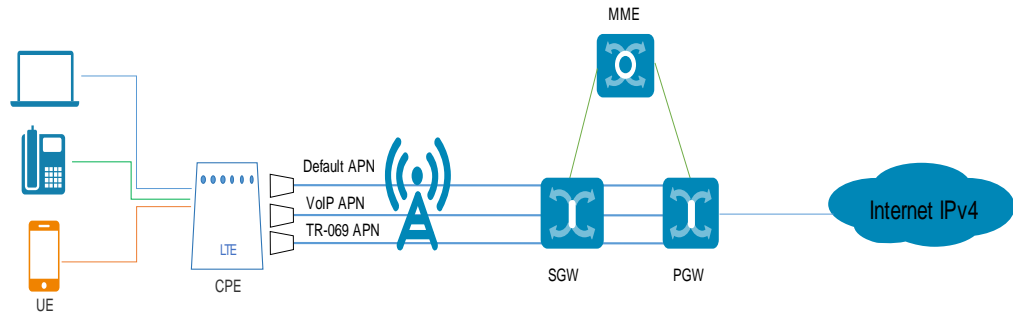 MME
Default APN
VoIP APN
TR-069 APN
LTE
CPE
UE
SGW
PGW
Internet IPv4